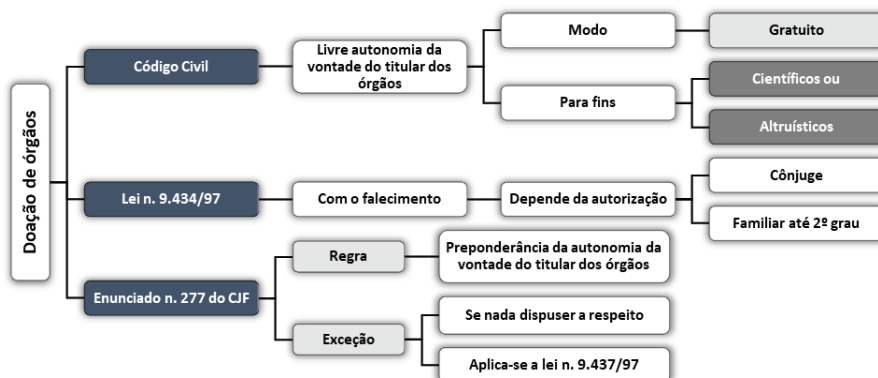 Doação de órgãos
Código Civil
Livre autonomia da
vontade do titular dos
órgãos
Modo
Gratuito
Para fins
Científicos ou
Altruísticos
Lei n. 9.434/97
Com o falecimento
Depende da autorização
Cônjuge
Familiar até 2º grau
Enunciado n. 277 do CJF
Regra
Preponderância da autonomia da
vontade do titular dos órgãos
Exceção
Se nada dispuser a respeito
Aplica-se a lei n. 9.437/97